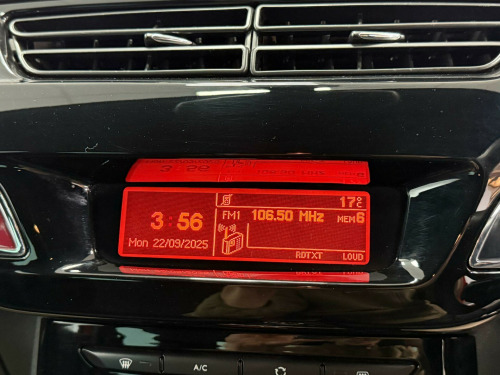 17°C
FM1 106.50 MHz MEM6
3:56
Mon 22/09/2025
RDTXT LOUD
A/C